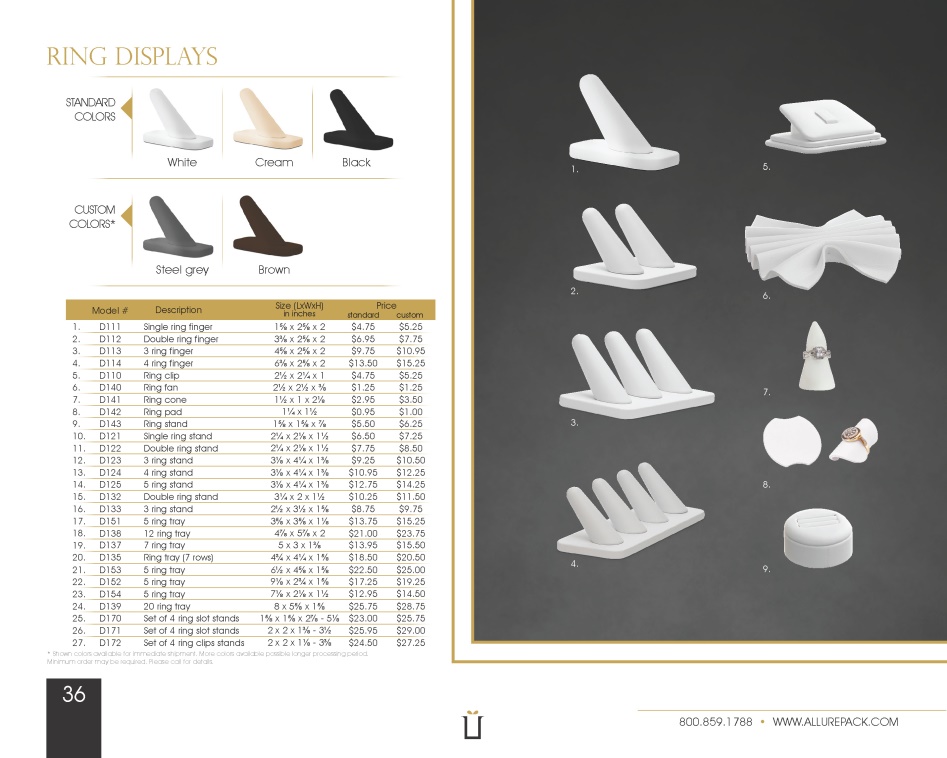 RING DISPLAYS
STANDARD
COLORS
White Cream Black
CUSTOM
COLORS*
Steel grey Brown
Model # Description Size (LxWxH) in inches Price standard custom
1. D111 Single ring finger 1⅝ x 2⅝ x 2 $4.75 $5.25
2. D112 Double ring finger 3⅜ x 2⅝ x 2 $6.95 $7.75
3. D113 3 ring finger 4⅝ x 2⅝ x 2 $9.75 $10.95
4. D114 4 ring finger 6⅜ x 2⅝ x 2 $13.50 $15.25
5. D110 Ring clip 2½ x 2¼ x 1 $4.75 $5.25
6. D140 Ring fan 2½ x 2½ x ⅜ $1.25 $1.25
7. D141 Ring cone 1½ x 1 x 2⅛ $2.95 $3.50
8. D142 Ring pad 1¼ x 1½ $0.95 $1.00
9. D143 Ring stand 1⅝ x 1⅝ x ⅞ $5.50 $6.25
10. D121 Single ring stand 2¼ x 2⅛ x 1½ $6.50 $7.25
11. D122 Double ring stand 2¼ x 2⅛ x 1½ $7.75 $8.50
12. D123 3 ring stand 3⅛ x 4¼ x 1⅝ $9.25 $10.50
13. D124 4 ring stand 3⅛ x 4¼ x 1⅝ $10.95 $12.25
14. D125 5 ring stand 3⅛ x 4¼ x 1⅝ $12.75 $14.25
15. D132 Double ring stand 3¼ x 2 x 1½ $10.25 $11.50
16. D133 3 ring stand 2½ x 3½ x 1⅝ $8.75 $9.75
17. D151 5 ring tray 3⅝ x 3⅝ x 1⅛ $13.75 $15.25
18. D138 12 ring tray 4⅞ x 5⅞ x 2 $21.00 $23.75
19. D137 7 ring tray 5 x 3 x 1⅜ $13.95 $15.50
20. D135 Ring tray (7 rows) 4¾ x 4¼ x 1⅝ $18.50 $20.50
21. D153 5 ring tray 6½ x 4⅝ x 1⅝ $22.50 $25.00
22. D152 5 ring tray 9⅛ x 2¾ x 1⅝ $17.25 $19.25
23. D154 5 ring tray 7⅛ x 2⅛ x 1½ $12.95 $14.50
24. D139 20 ring tray 8 x 5⅝ x 1⅝ $25.75 $28.75
25. D170 Set of 4 ring slot stands 1⅝ x 1⅝ x 2⅞ - 5⅛ $23.00 $25.75
26. D171 Set of 4 ring slot stands 2 x 2 x 1⅝ - 3½ $25.95 $29.00
27. D172 Set of 4 ring clips stands 2 x 2 x 1⅛ - 3⅜ $24.50 $27.25
* Shown colors available for immediate shipment. More colors available possible longer processing period.
Minimum order may be required. Please call for details.
36
1.
2.
3.
4.
5.
6.
7.
8.
9.
800.859.1788 • WWW.ALLUREPACK.COM